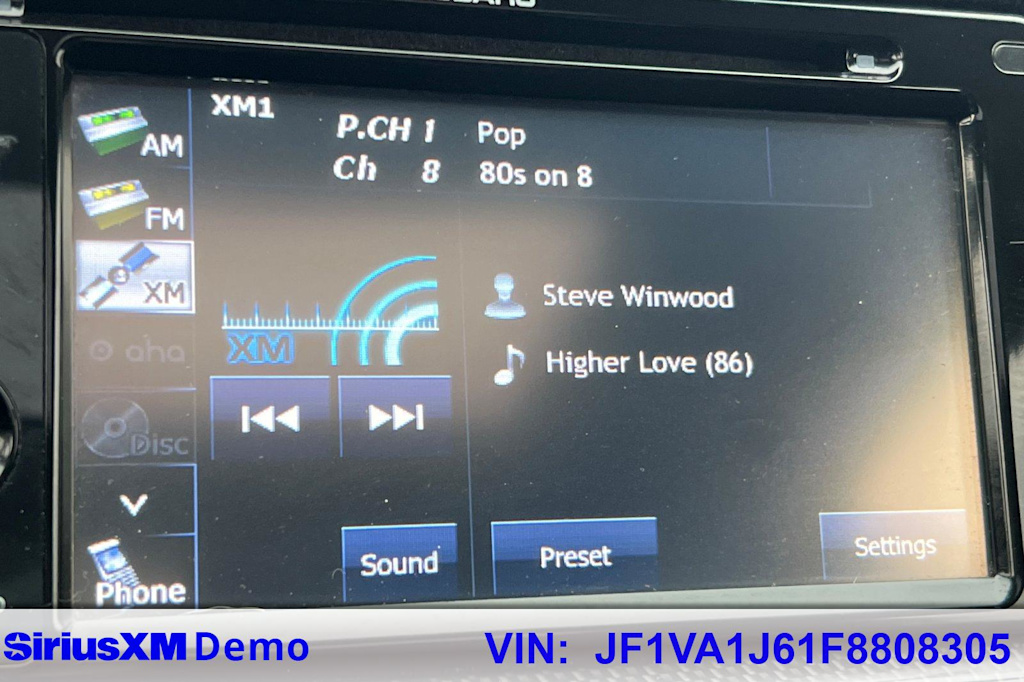 XM1
P.CH 1 Pop
Ch 8 80s on 8
AM
FM
XM
aha
Disc
XM
Steve Winwood
Higher Love (86)
Phone
Sound
Preset
Settings
SiriusXM Demo
VIN: JF1VA1J61F8808305